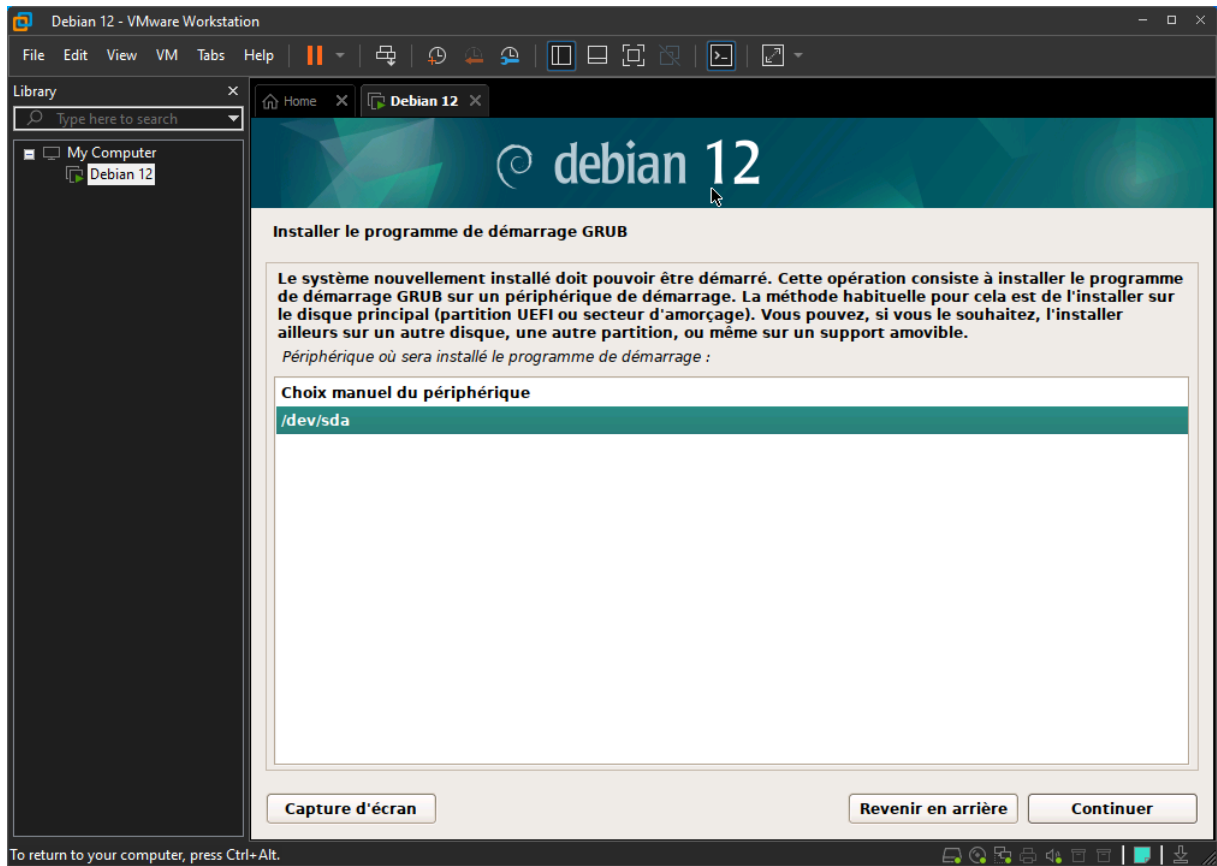 Debian 12 - VMware Workstation
File Edit View VM Tabs Help
Library
Type here to search
My Computer
Debian 12
Home
Debian 12
debian 12
Installer le programme de démarrage GRUB
Le système nouvellement installé doit pouvoir être démarré. Cette opération consiste à installer le programme
de démarrage GRUB sur un périphérique de démarrage. La méthode habituelle pour cela est de l'installer sur
le disque principal (partition UEFI ou secteur d'amorçage). Vous pouvez, si vous le souhaitez, l'installer
ailleurs sur un autre disque, une autre partition, ou même sur un support amovible.
Périphérique où sera installé le programme de démarrage :
Choix manuel du périphérique
/dev/sda
Capture d'écran
Revenir en arrière
Continuer
To return to your computer, press Ctrl+Alt.